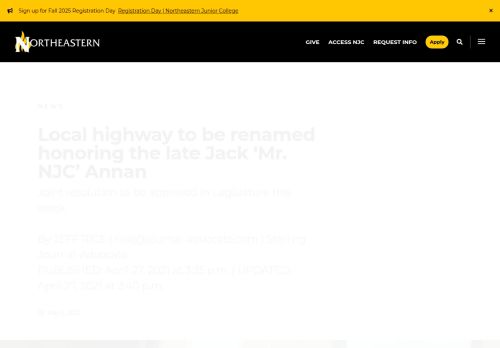 Sign up for Fall 2025 Registration Day  Registration Day | Northeastern Junior College
×
NORTHEASTERN
GIVE
ACCESS NJC
REQUEST INFO
Apply
NEWS
Local highway to be renamed
honoring the late Jack ‘Mr.
NJC’ Annan
Joint resolution to be approved in Legislature this
week
By JEFF RICE |
Journal-Advocate
PUBLISHED: April 27, 2021 at 3:35 p.m. | UPDATED:
April 27, 2021 at 3:40 p.m.